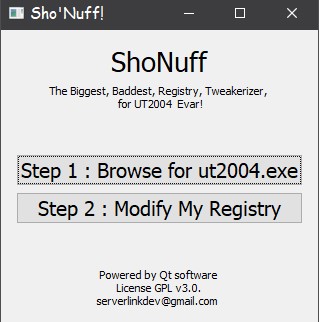 Sho'Nuff!
ShoNuff
The Biggest, Baddest, Registry, Tweakerizer,
for UT2004 Evar!
Step 1 : Browse for ut2004.exe
Step 2 : Modify My Registry
Powered by Qt software
License GPL v3.0.
serverlinkdev@gmail.com